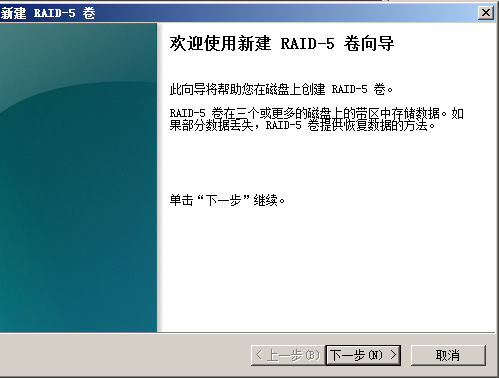 新建 RAID-5 卷
欢迎使用新建 RAID-5 卷向导
此向导将帮助您在磁盘上创建 RAID-5 卷。
RAID-5 卷在三个或更多的磁盘上的带区中存储数据。如
果部分数据丢失，RAID-5 卷提供恢复数据的方法。
单击“下一步”继续。
< 上一步(B) 下一步(N) > 取消